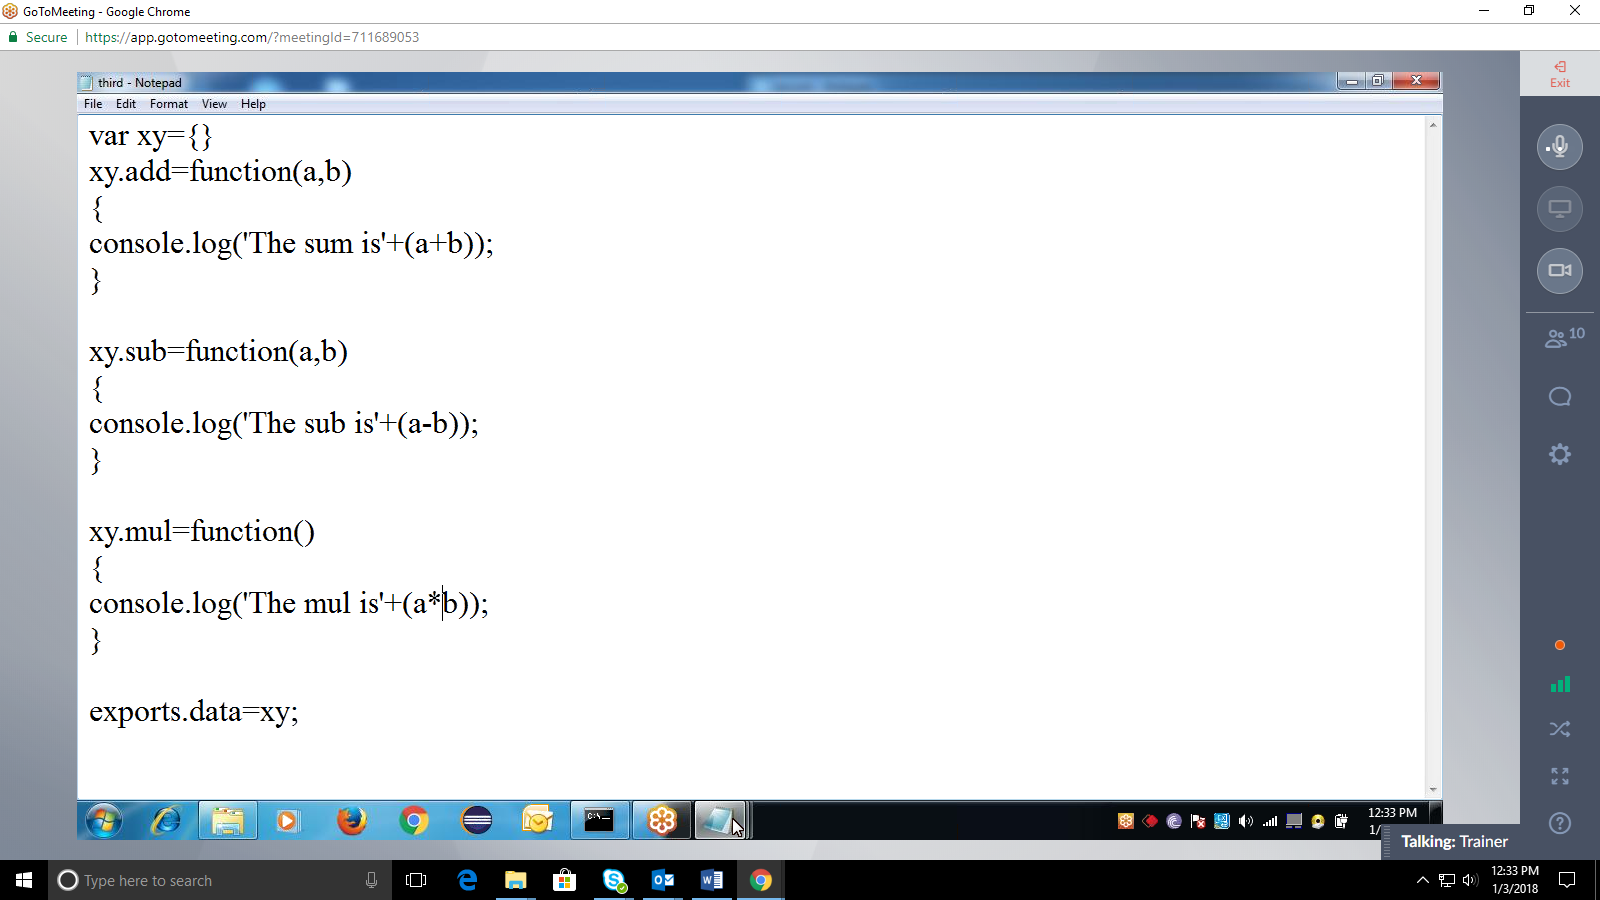 GoToMeeting - Google Chrome
Secure https://app.gotomeeting.com/?meetingId=711689053
Exit
third - Notepad
File Edit Format View Help
var xy={}
xy.add=function(a,b)
{
console.log('The sum is'+(a+b));
}
xy.sub=function(a,b)
{
console.log('The sub is'+(a-b));
}
xy.mul=function()
{
console.log('The mul is'+(a*b));
}
exports.data=xy;
10
C:\_
12:33 PM
1/
Talking: Trainer
Type here to search
12:33 PM
1/3/2018